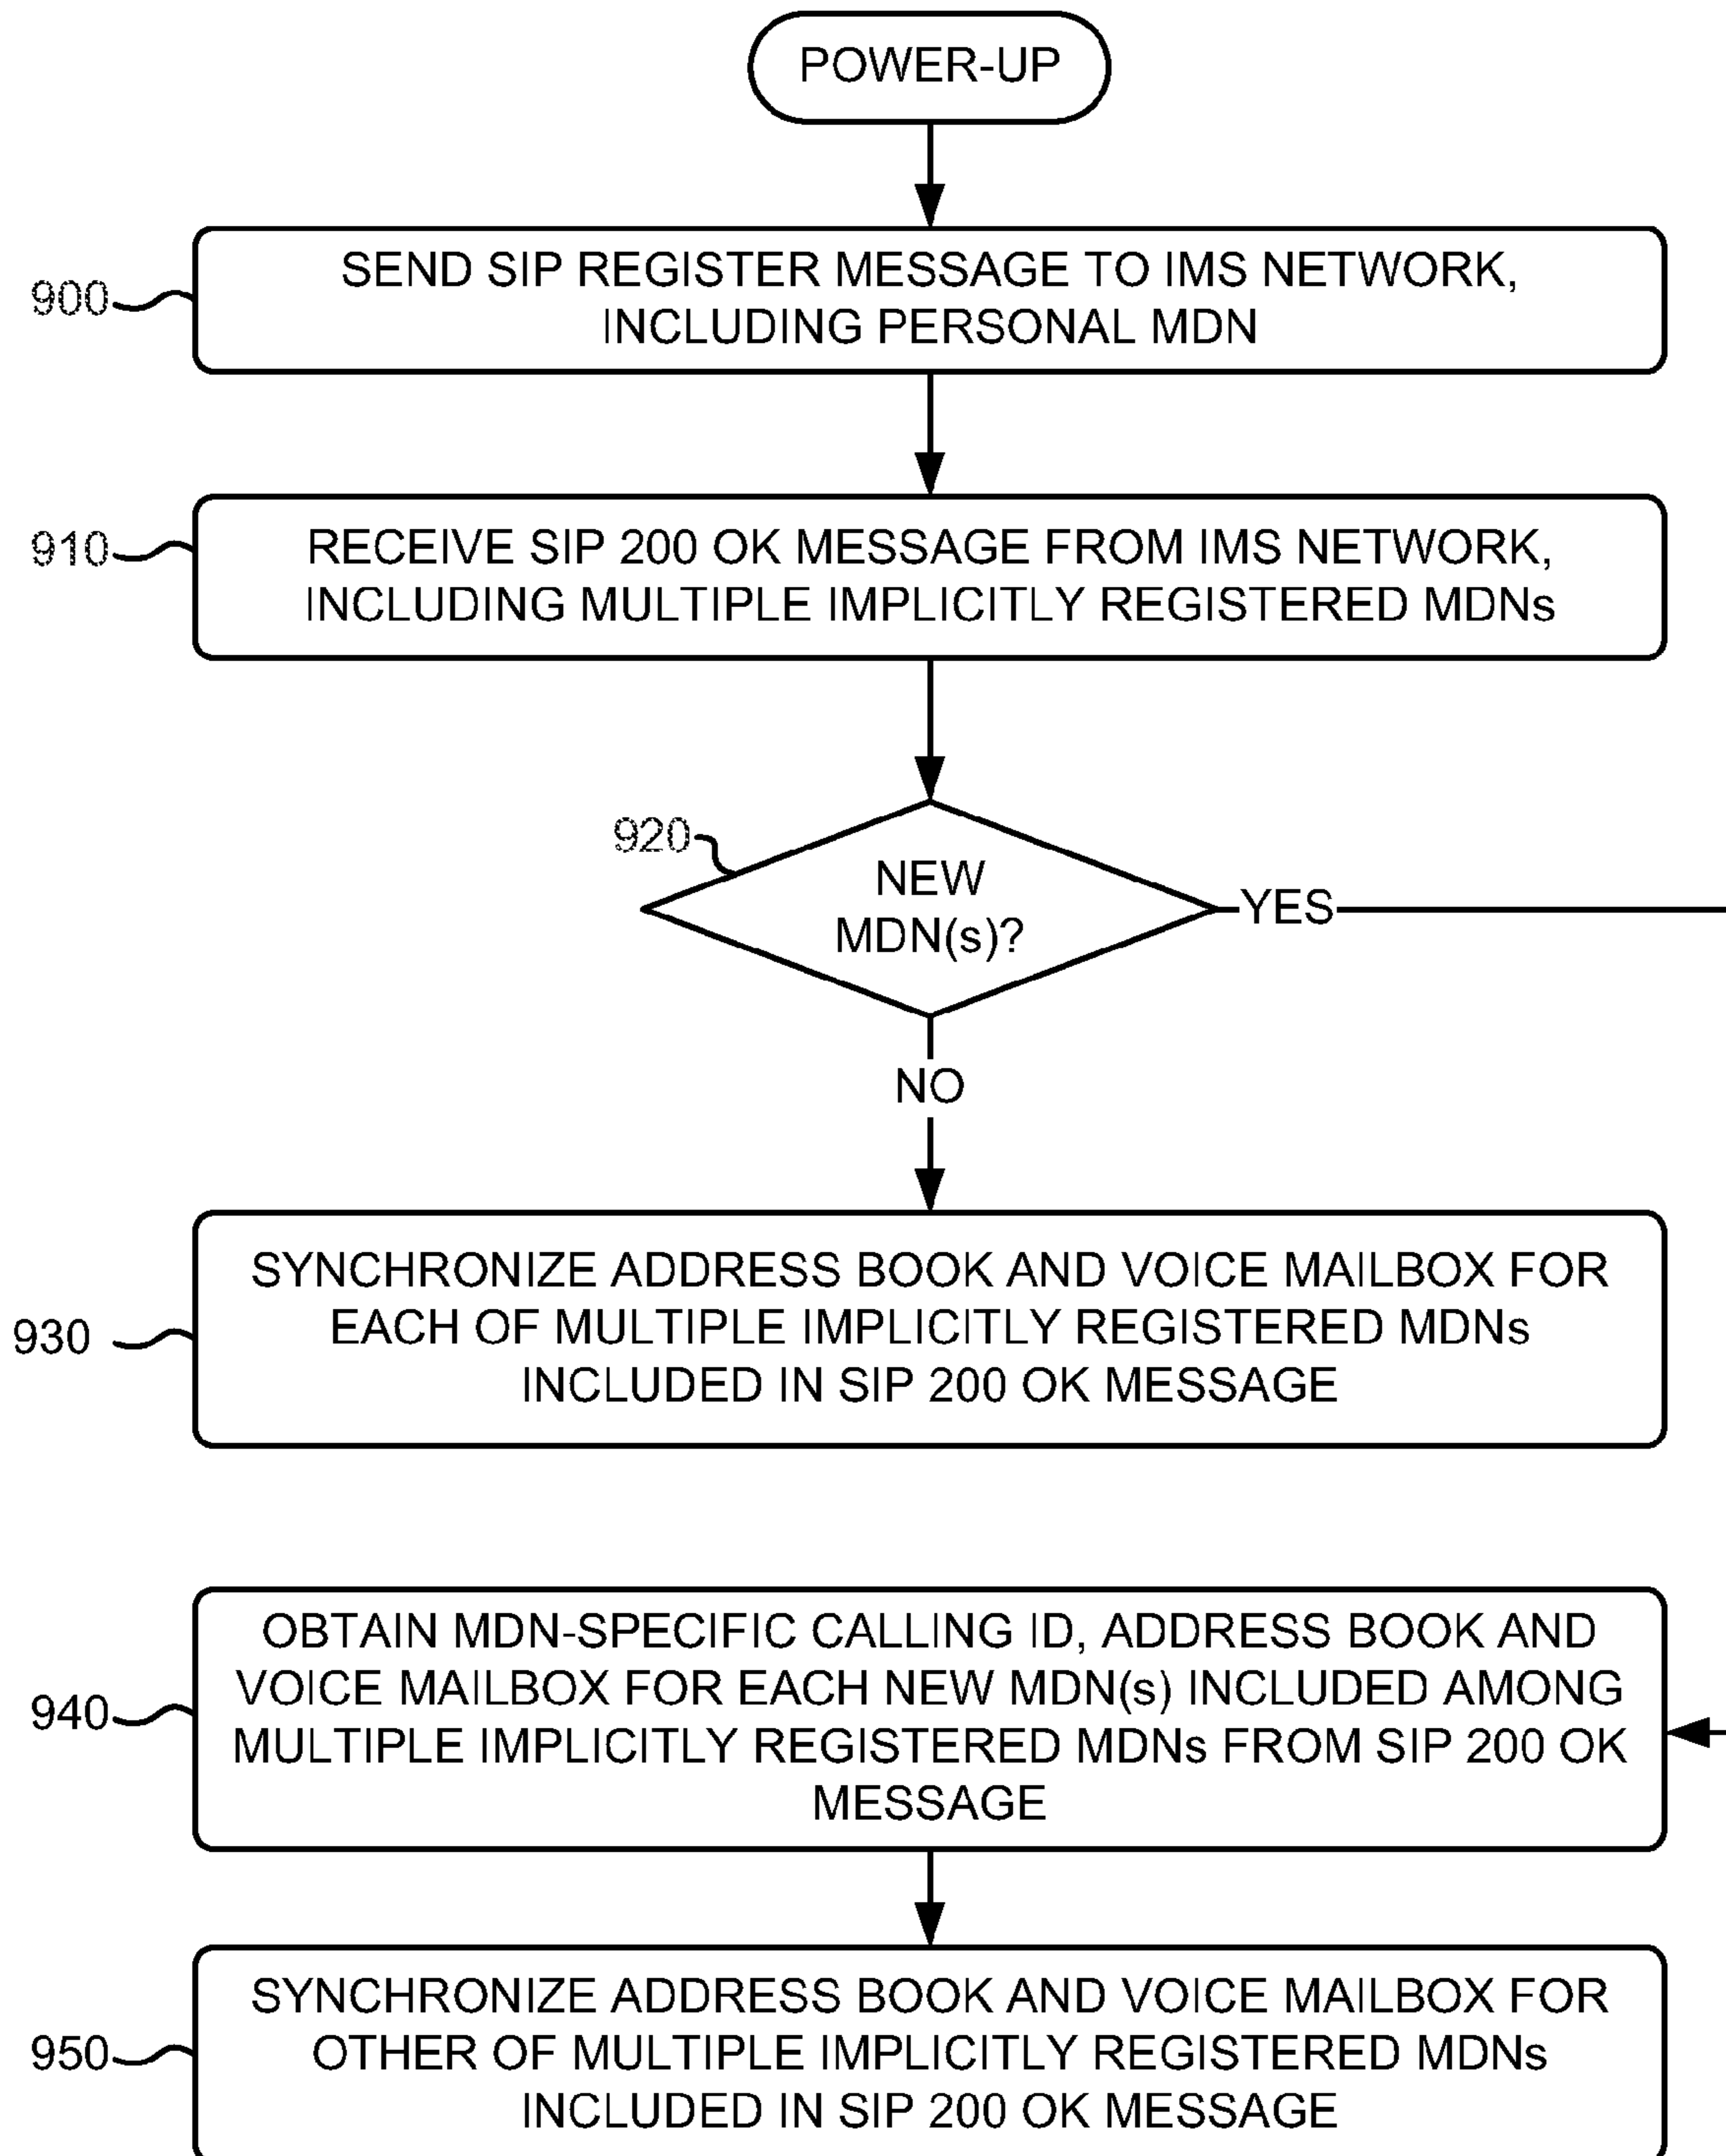 POWER-UP
900
SEND SIP REGISTER MESSAGE TO IMS NETWORK,
INCLUDING PERSONAL MDN
910
RECEIVE SIP 200 OK MESSAGE FROM IMS NETWORK,
INCLUDING MULTIPLE IMPLICITLY REGISTERED MDNs
920
NEW
MDN(s)?
YES
NO
930
SYNCHRONIZE ADDRESS BOOK AND VOICE MAILBOX FOR
EACH OF MULTIPLE IMPLICITLY REGISTERED MDNs
INCLUDED IN SIP 200 OK MESSAGE
940
OBTAIN MDN-SPECIFIC CALLING ID, ADDRESS BOOK AND
VOICE MAILBOX FOR EACH NEW MDN(s) INCLUDED AMONG
MULTIPLE IMPLICITLY REGISTERED MDNs FROM SIP 200 OK
MESSAGE
950
SYNCHRONIZE ADDRESS BOOK AND VOICE MAILBOX FOR
OTHER OF MULTIPLE IMPLICITLY REGISTERED MDNs
INCLUDED IN SIP 200 OK MESSAGE